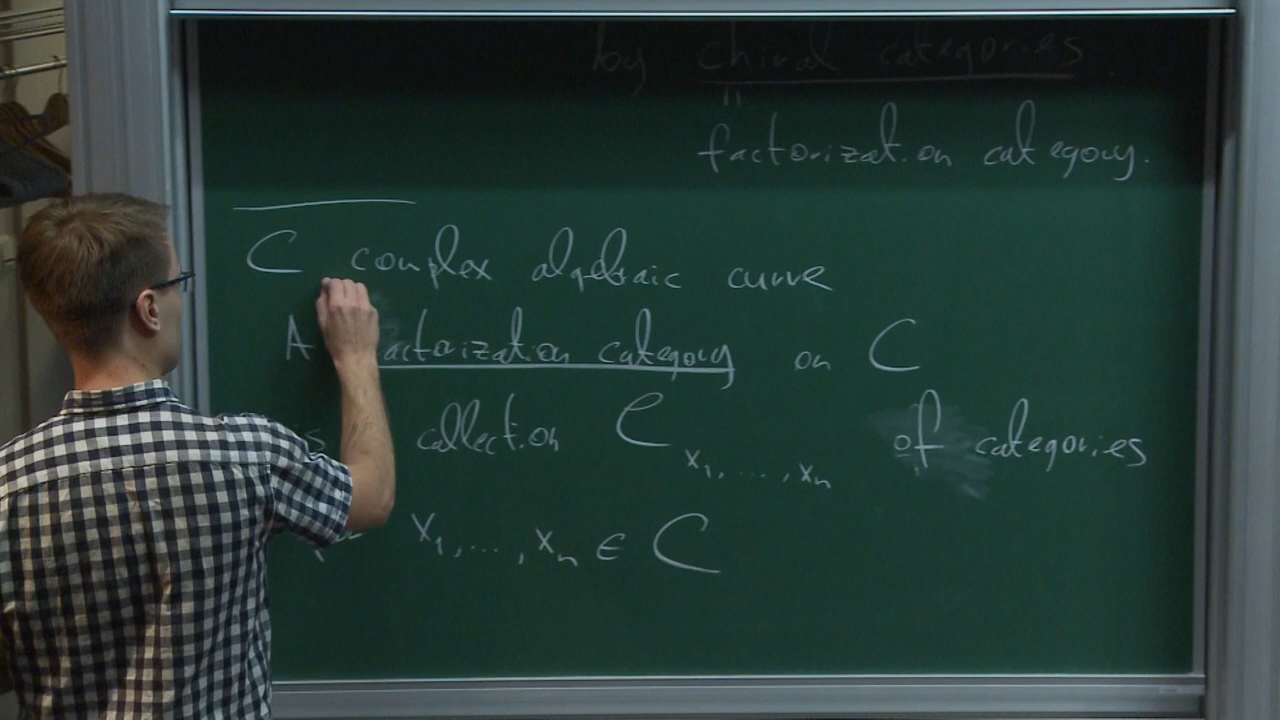 by chiral categories
"
factorization category.
C complex algebraic curve
A factorization category on C
is collection C_{x_1, ..., x_n} of categories
x_1, ..., x_n ∈ C